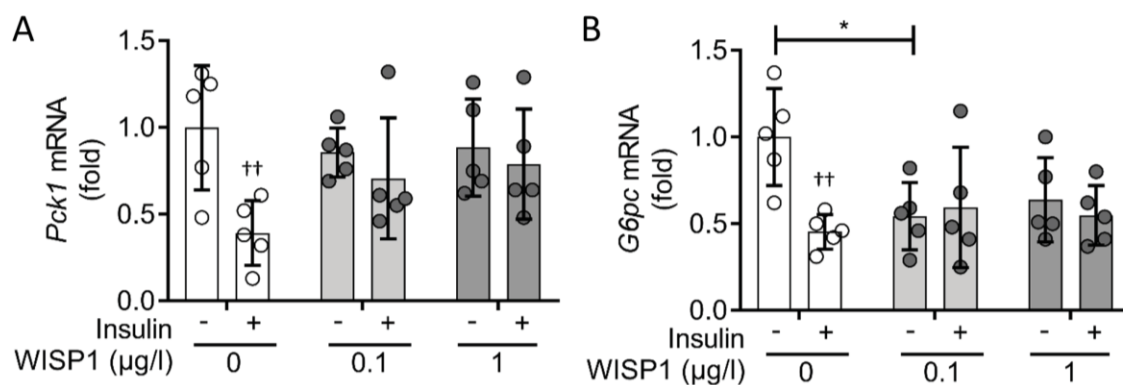 A
Pck1 mRNA
(fold)
1.5
1.0
0.5
0.0
††
Insulin - + - + - +
WISP1 (µg/l) 0 0.1 1
B
G6pc mRNA
(fold)
1.5
1.0
0.5
0.0
*
††
Insulin - + - + - +
WISP1 (µg/l) 0 0.1 1